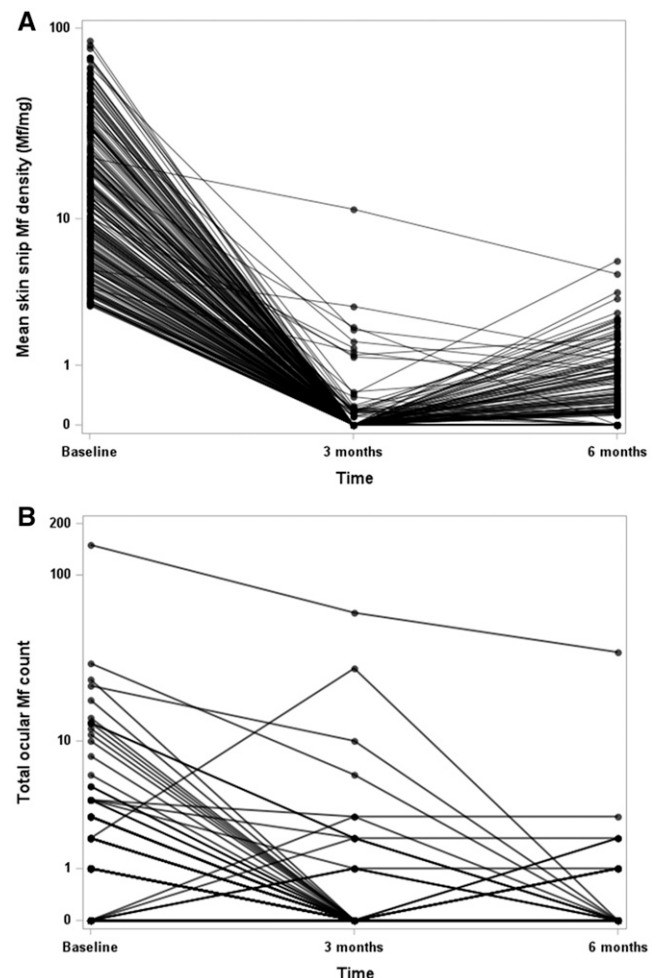 A
Mean skin snip Mf density (Mf/mg)
100
10
1
0
Baseline 3 months 6 months
Time
B
Total ocular Mf count
200
100
10
1
0
Baseline 3 months 6 months
Time